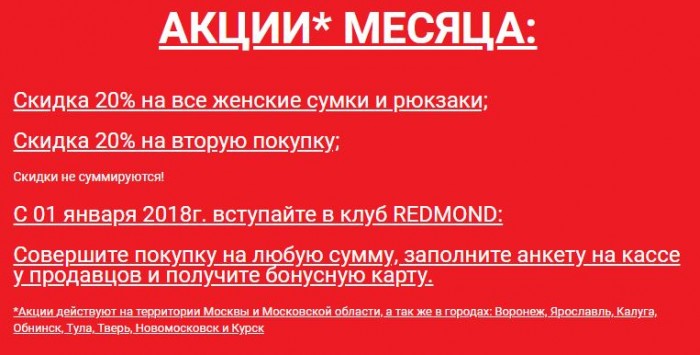 АКЦИИ* МЕСЯЦА:
Скидка 20% на все женские сумки и рюкзаки;
Скидка 20% на вторую покупку;
Скидки не суммируются!
С 01 января 2018г. вступайте в клуб REDMOND:
Совершите покупку на любую сумму, заполните анкету на кассе
у продавцов и получите бонусную карту.
*Акции действуют на территории Москвы и Московской области, а так же в городах: Воронеж, Ярославль, Калуга,
Обнинск, Тула, Тверь, Новомосковск и Курск